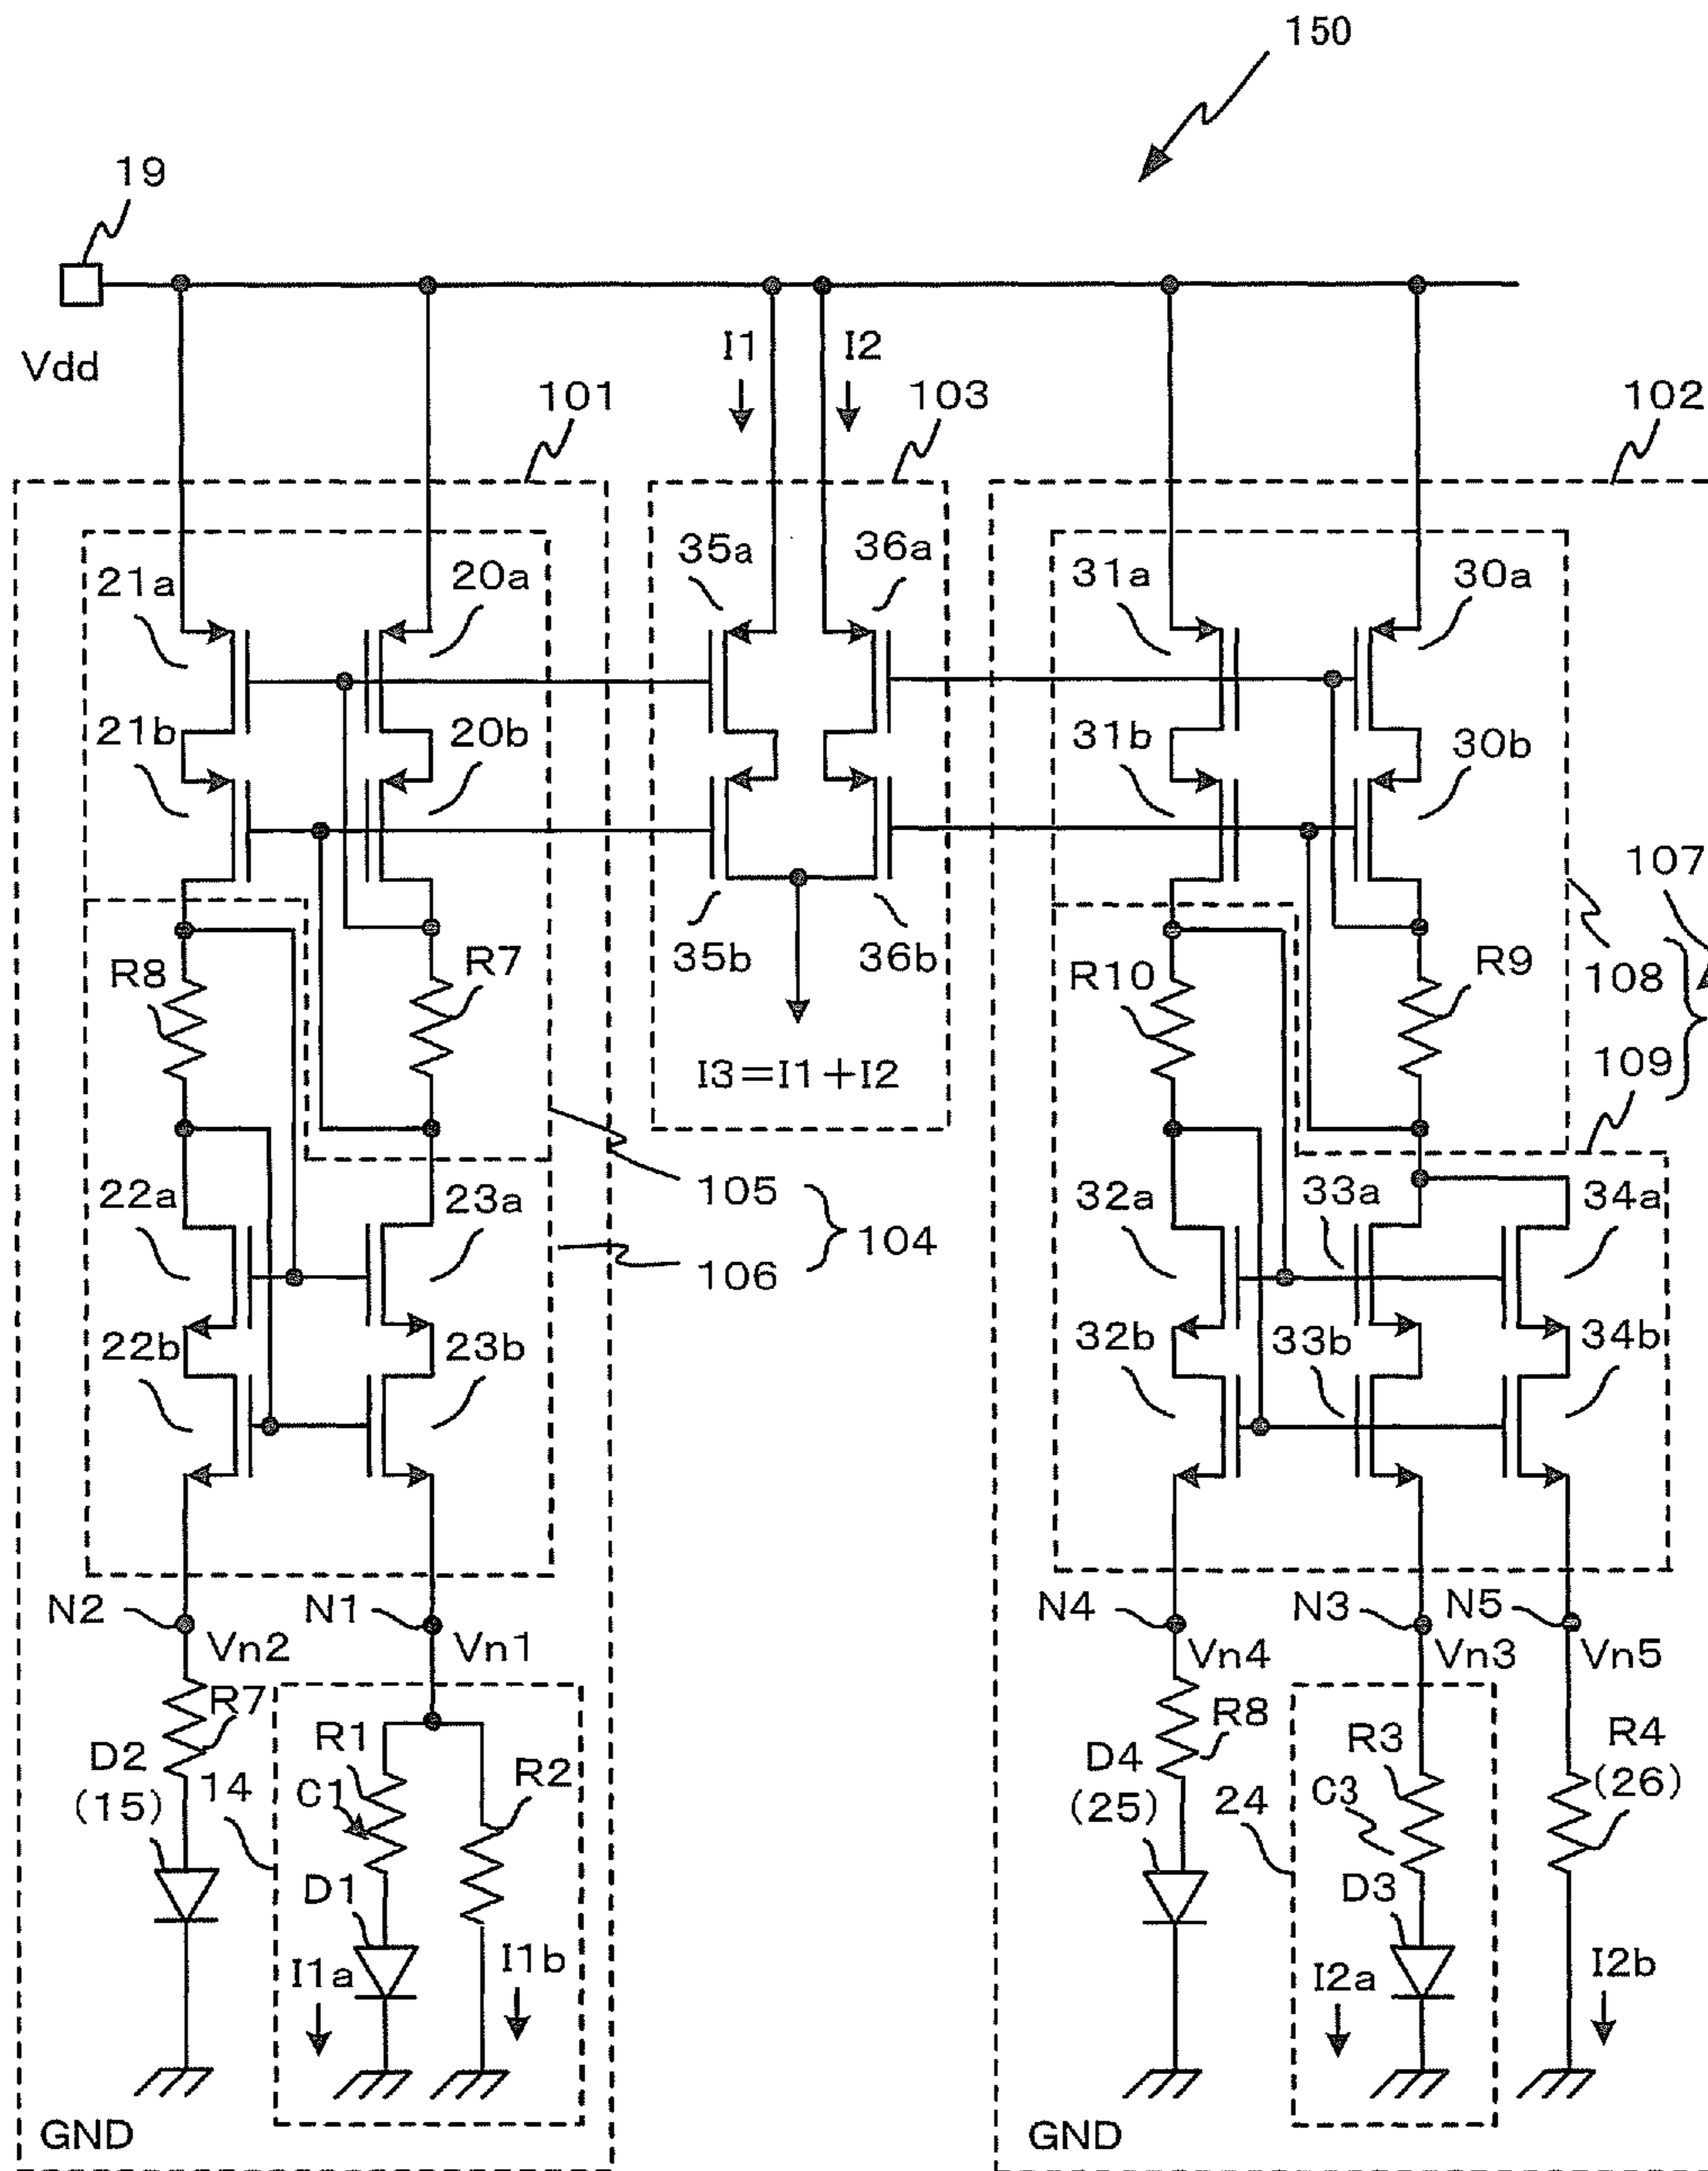 150
19
Vdd
I1 I2
101 103 102
21a 20a 35a 36a 31a 30a
21b 20b 31b 30b
107
R8 R7 35b 36b R10 R9
108
I3=I1+I2
109
105
22a 23a 104 32a 33a 34a
106
22b 23b 32b 33b 34b
N2 N1 N4 N3 N5
Vn2 Vn1 Vn4 Vn3 Vn5
R7 R8
D2 R1 R2 D4 R3 R4
(15) 14 C1 (25) 24 C3 (26)
D1 D3
I1a I1b I2a I2b
GND GND